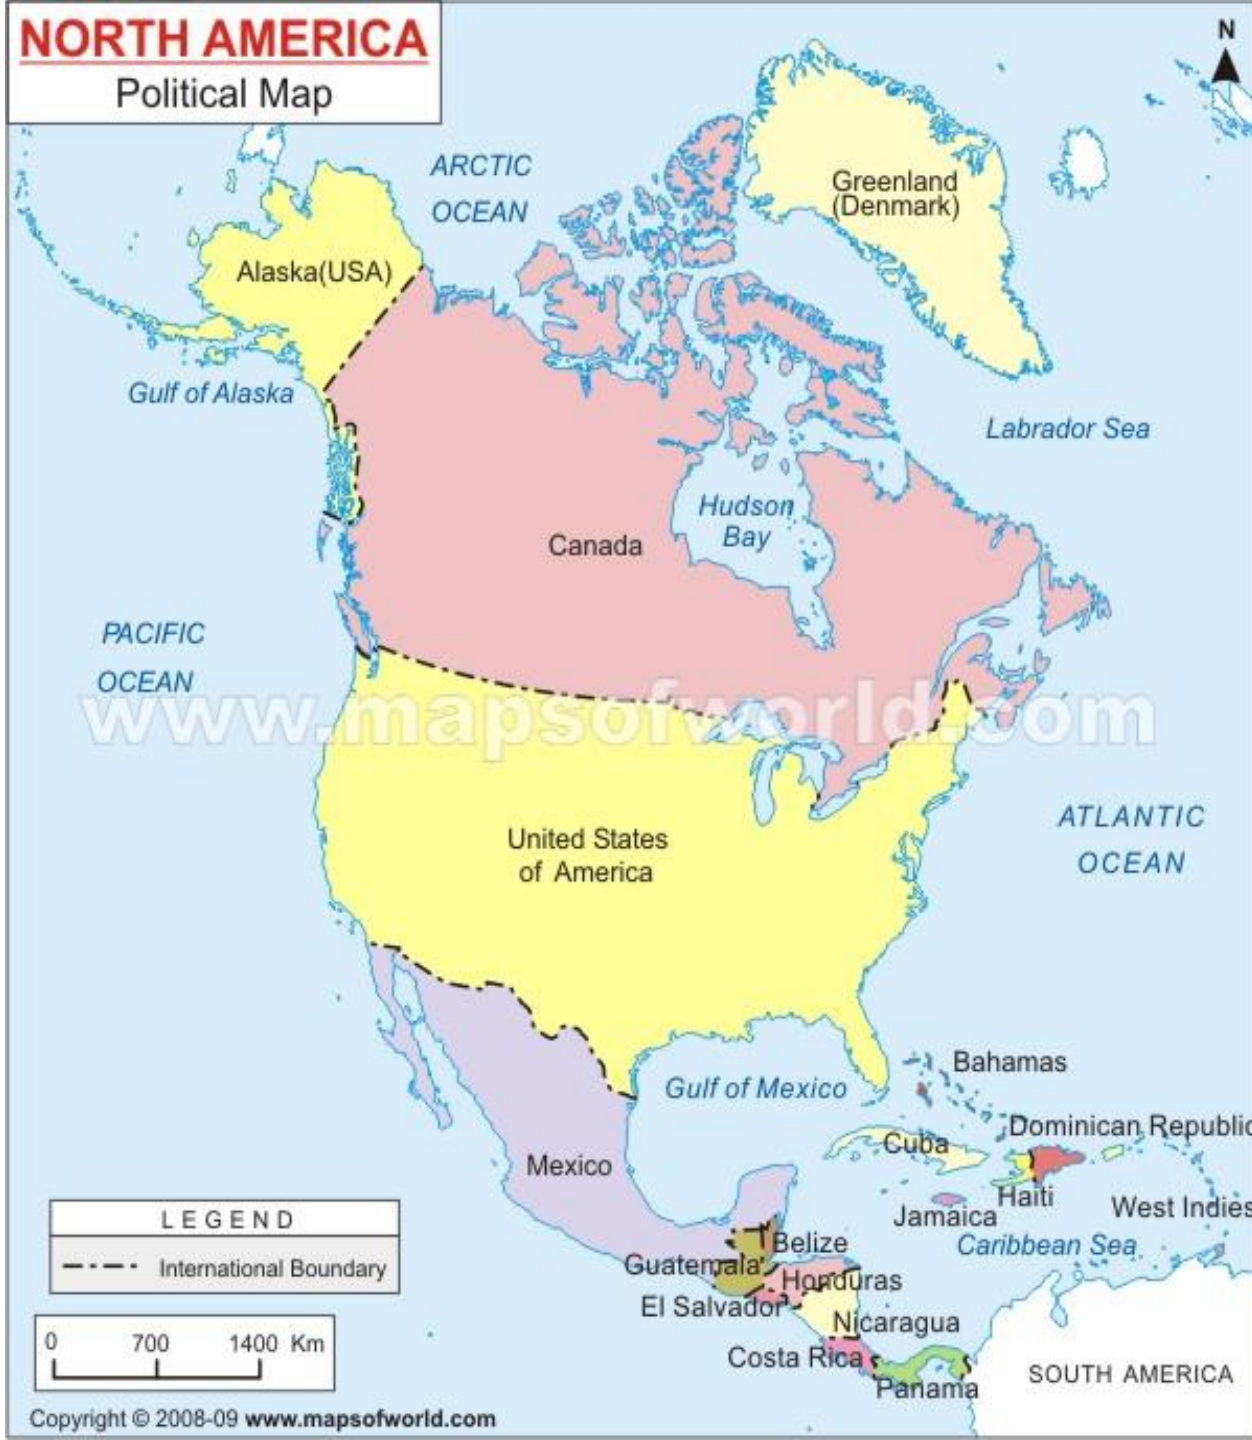 NORTH AMERICA
Political Map
N
ARCTIC
OCEAN
Greenland
(Denmark)
Alaska(USA)
Gulf of Alaska
Labrador Sea
Hudson
Bay
Canada
PACIFIC
OCEAN
www.mapsofworld.com
ATLANTIC
OCEAN
United States
of America
Bahamas
Gulf of Mexico
Dominican Republic
Cuba
Mexico
Haiti
West Indies
Jamaica
Caribbean Sea
Belize
Guatemala
Honduras
El Salvador
Nicaragua
Costa Rica
Panama
SOUTH AMERICA
LEGEND
International Boundary
0 700 1400 Km
Copyright © 2008-09 www.mapsofworld.com